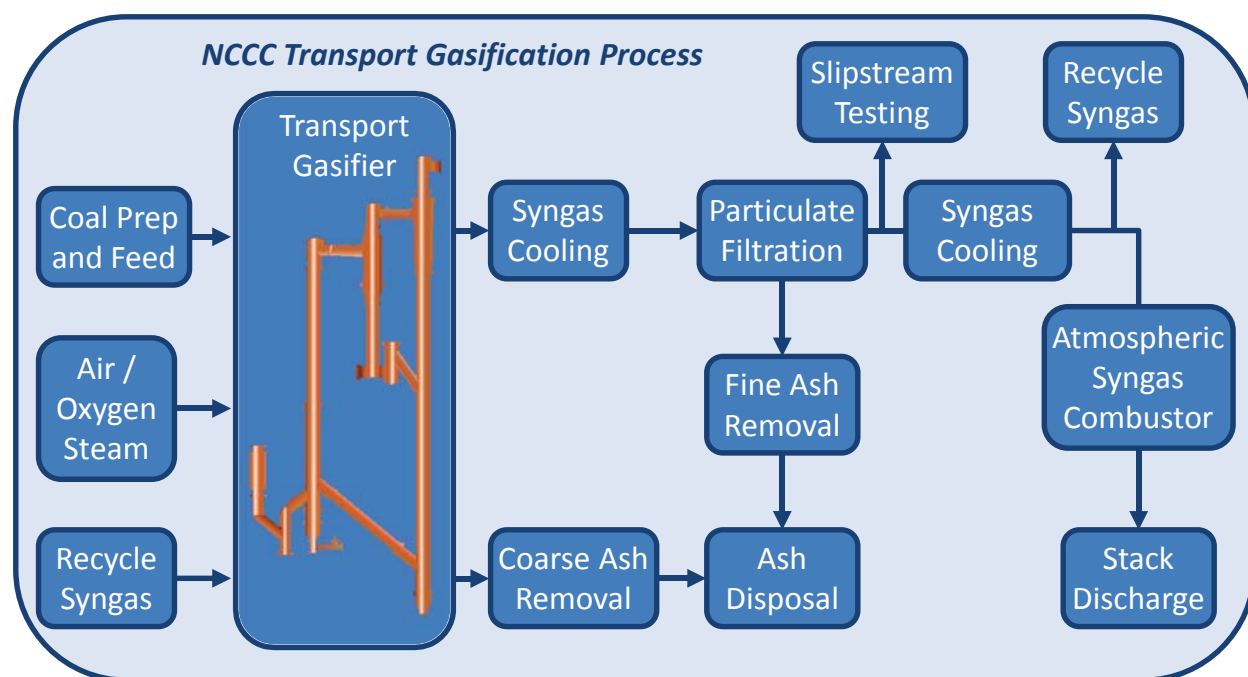 NCCC Transport Gasification Process
Slipstream
Testing
Recycle
Syngas
Transport
Gasifier
Coal Prep
and Feed
Syngas
Cooling
Particulate
Filtration
Syngas
Cooling
Air /
Oxygen
Steam
Fine Ash
Removal
Atmospheric
Syngas
Combustor
Recycle
Syngas
Coarse Ash
Removal
Ash
Disposal
Stack
Discharge